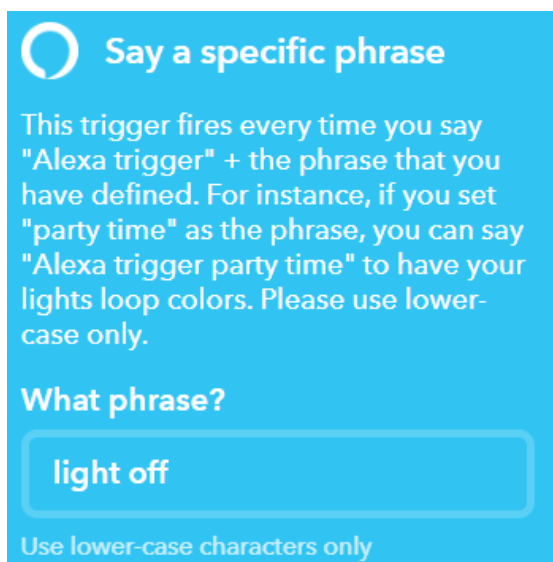 Say a specific phrase
This trigger fires every time you say
"Alexa trigger" + the phrase that you
have defined. For instance, if you set
"party time" as the phrase, you can say
"Alexa trigger party time" to have your
lights loop colors. Please use lower-
case only.
What phrase?
light off
Use lower-case characters only